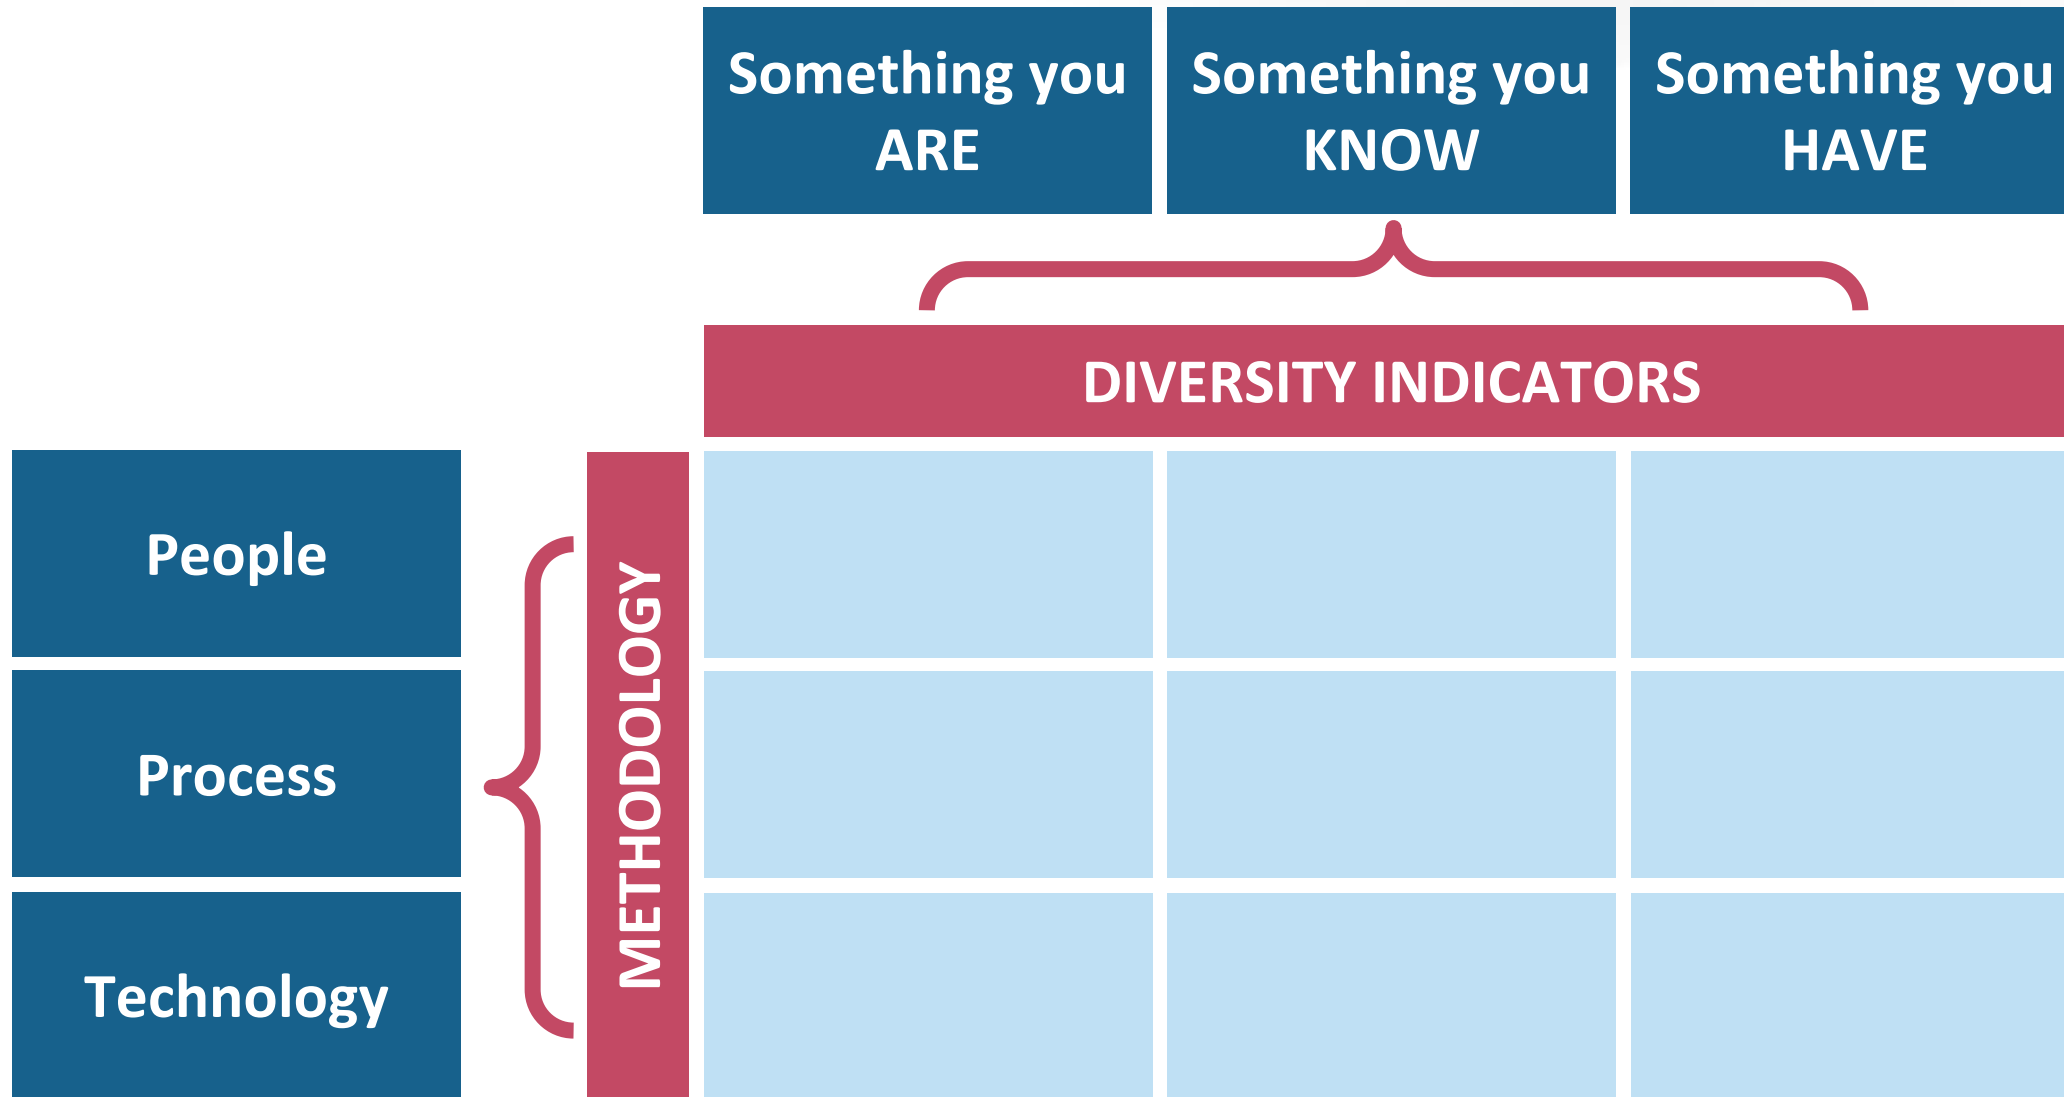 Something you
ARE
Something you
KNOW
Something you
HAVE
DIVERSITY INDICATORS
METHODOLOGY
People
Process
Technology